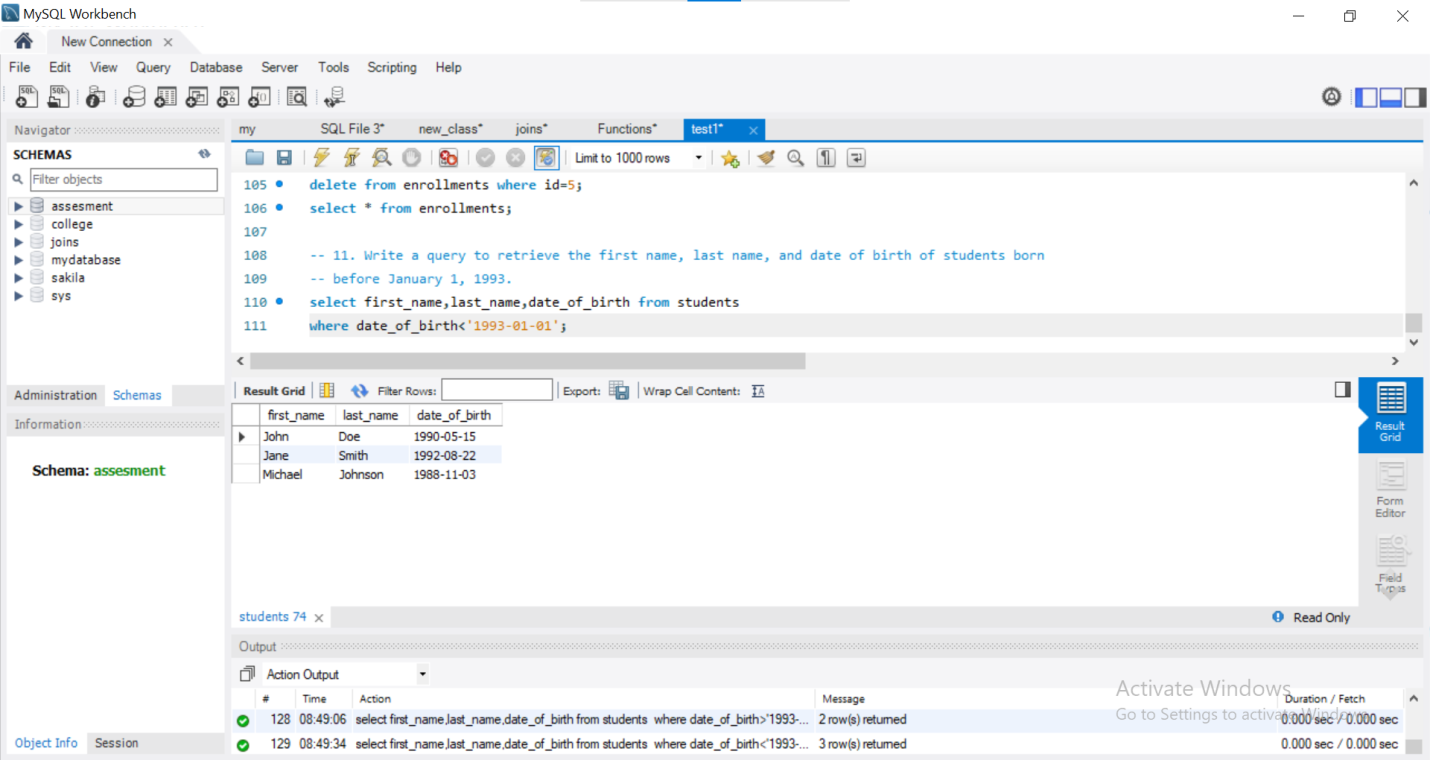 MySQL Workbench
New Connection
File Edit View Query Database Server Tools Scripting Help
Navigator
SCHEMAS
Filter objects
assesment
college
joins
mydatabase
sakila
sys
Administration Schemas
Information
Schema: assesment
Object Info Session
my SQL File 3* new_class* joins* Functions* test1*
Limit to 1000 rows
105 delete from enrollments where id=5;
106 select * from enrollments;
107
108 -- 11. Write a query to retrieve the first name, last name, and date of birth of students born
109 -- before January 1, 1993.
110 select first_name,last_name,date_of_birth from students
111 where date_of_birth<'1993-01-01';
Result Grid Filter Rows: Export: Wrap Cell Content:
first_name last_name date_of_birth
John Doe 1990-05-15
Jane Smith 1992-08-22
Michael Johnson 1988-11-03
Result
Grid
Form
Editor
Field
Types
students 74
Read Only
Output
Action Output
# Time Action Message Duration / Fetch
128 08:49:06 select first_name,last_name,date_of_birth from students where date_of_birth>'1993-... 2 row(s) returned 0.000 sec / 0.000 sec
129 08:49:34 select first_name,last_name,date_of_birth from students where date_of_birth<'1993-... 3 row(s) returned 0.000 sec / 0.000 sec
Activate Windows
Go to Settings to activate Windows.